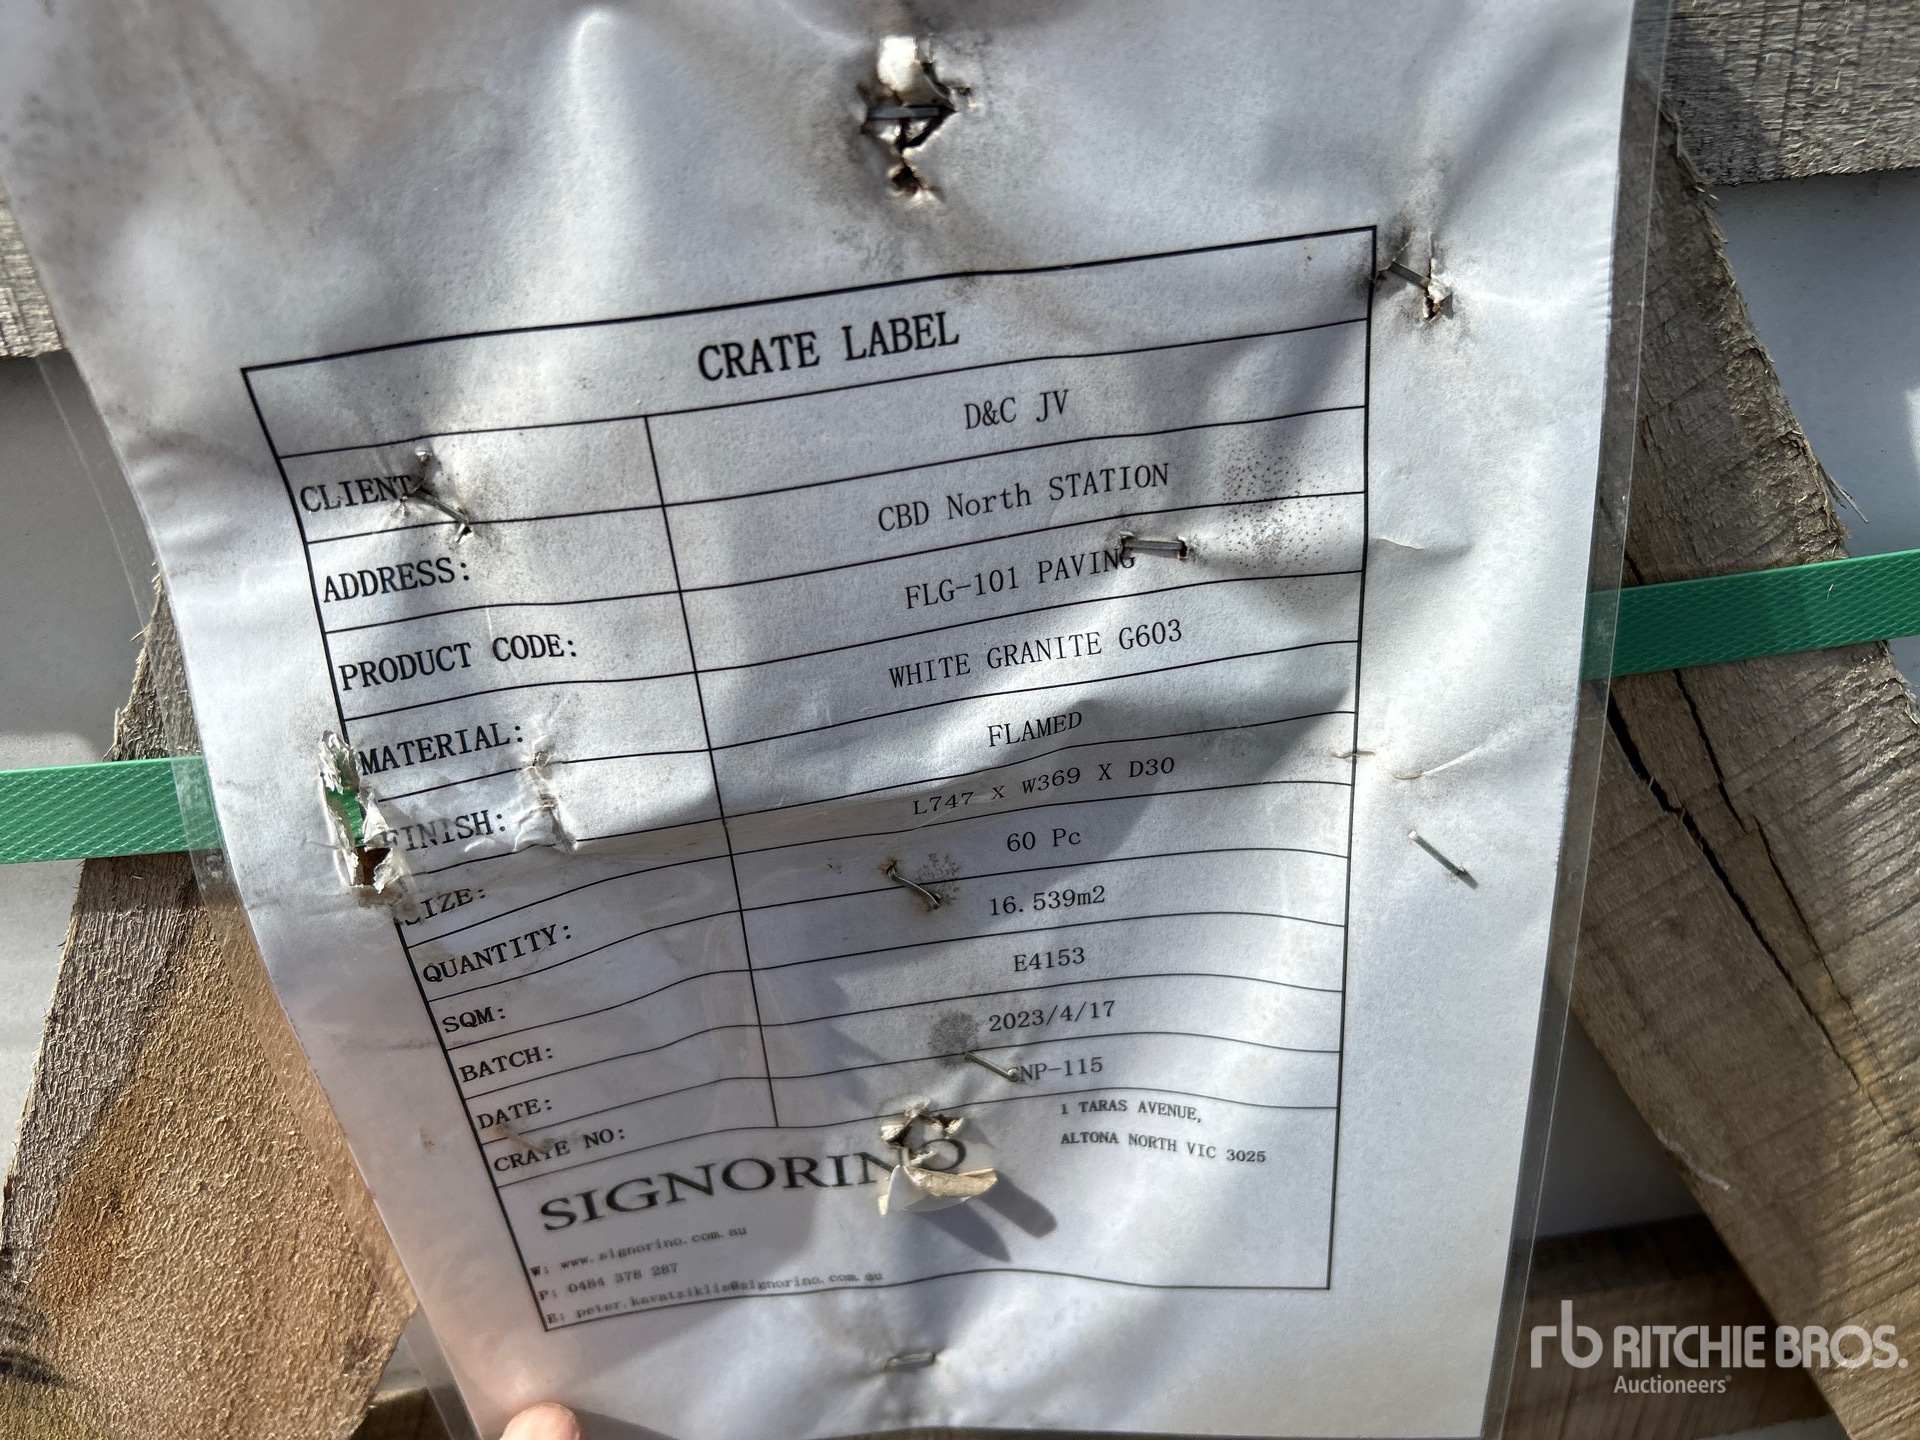 CRATE LABEL
CLIENT D&C JV
ADDRESS: CBD North STATION
PRODUCT CODE: FLG-101 PAVING
MATERIAL: WHITE GRANITE G603
FINISH: FLAMED
SIZE: L747 X W369 X D30
QUANTITY: 60 Pc
SQM: 16.539m2
BATCH: E4153
DATE: 2023/4/17
CRATE NO: CNP-115
SIGNORINO
1 TARAS AVENUE,
ALTONA NORTH VIC 3025
W: www.signorino.com.au
P: 0484 378 287
E: peter.kavatziklis@signorino.com.au
rb RITCHIE BROS.
Auctioneers